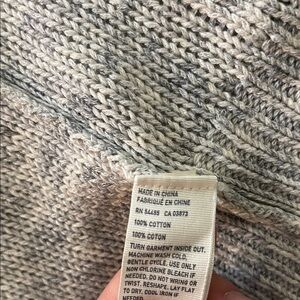 MADE IN CHINA
FABRIQUÉ EN CHINE
RN 54485 CA 03873
100% COTTON
100% COTON
TURN GARMENT INSIDE OUT.
MACHINE WASH COLD,
GENTLE CYCLE. USE ONLY
NON CHLORINE BLEACH IF
NEEDED. DO NOT WRING OR
TWIST. RESHAPE. LAY FLAT
TO DRY, COOL IRON IF
NEEDED